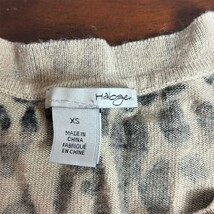 Halogen
XS
MADE IN
CHINA
FABRIQUÉ
EN CHINE